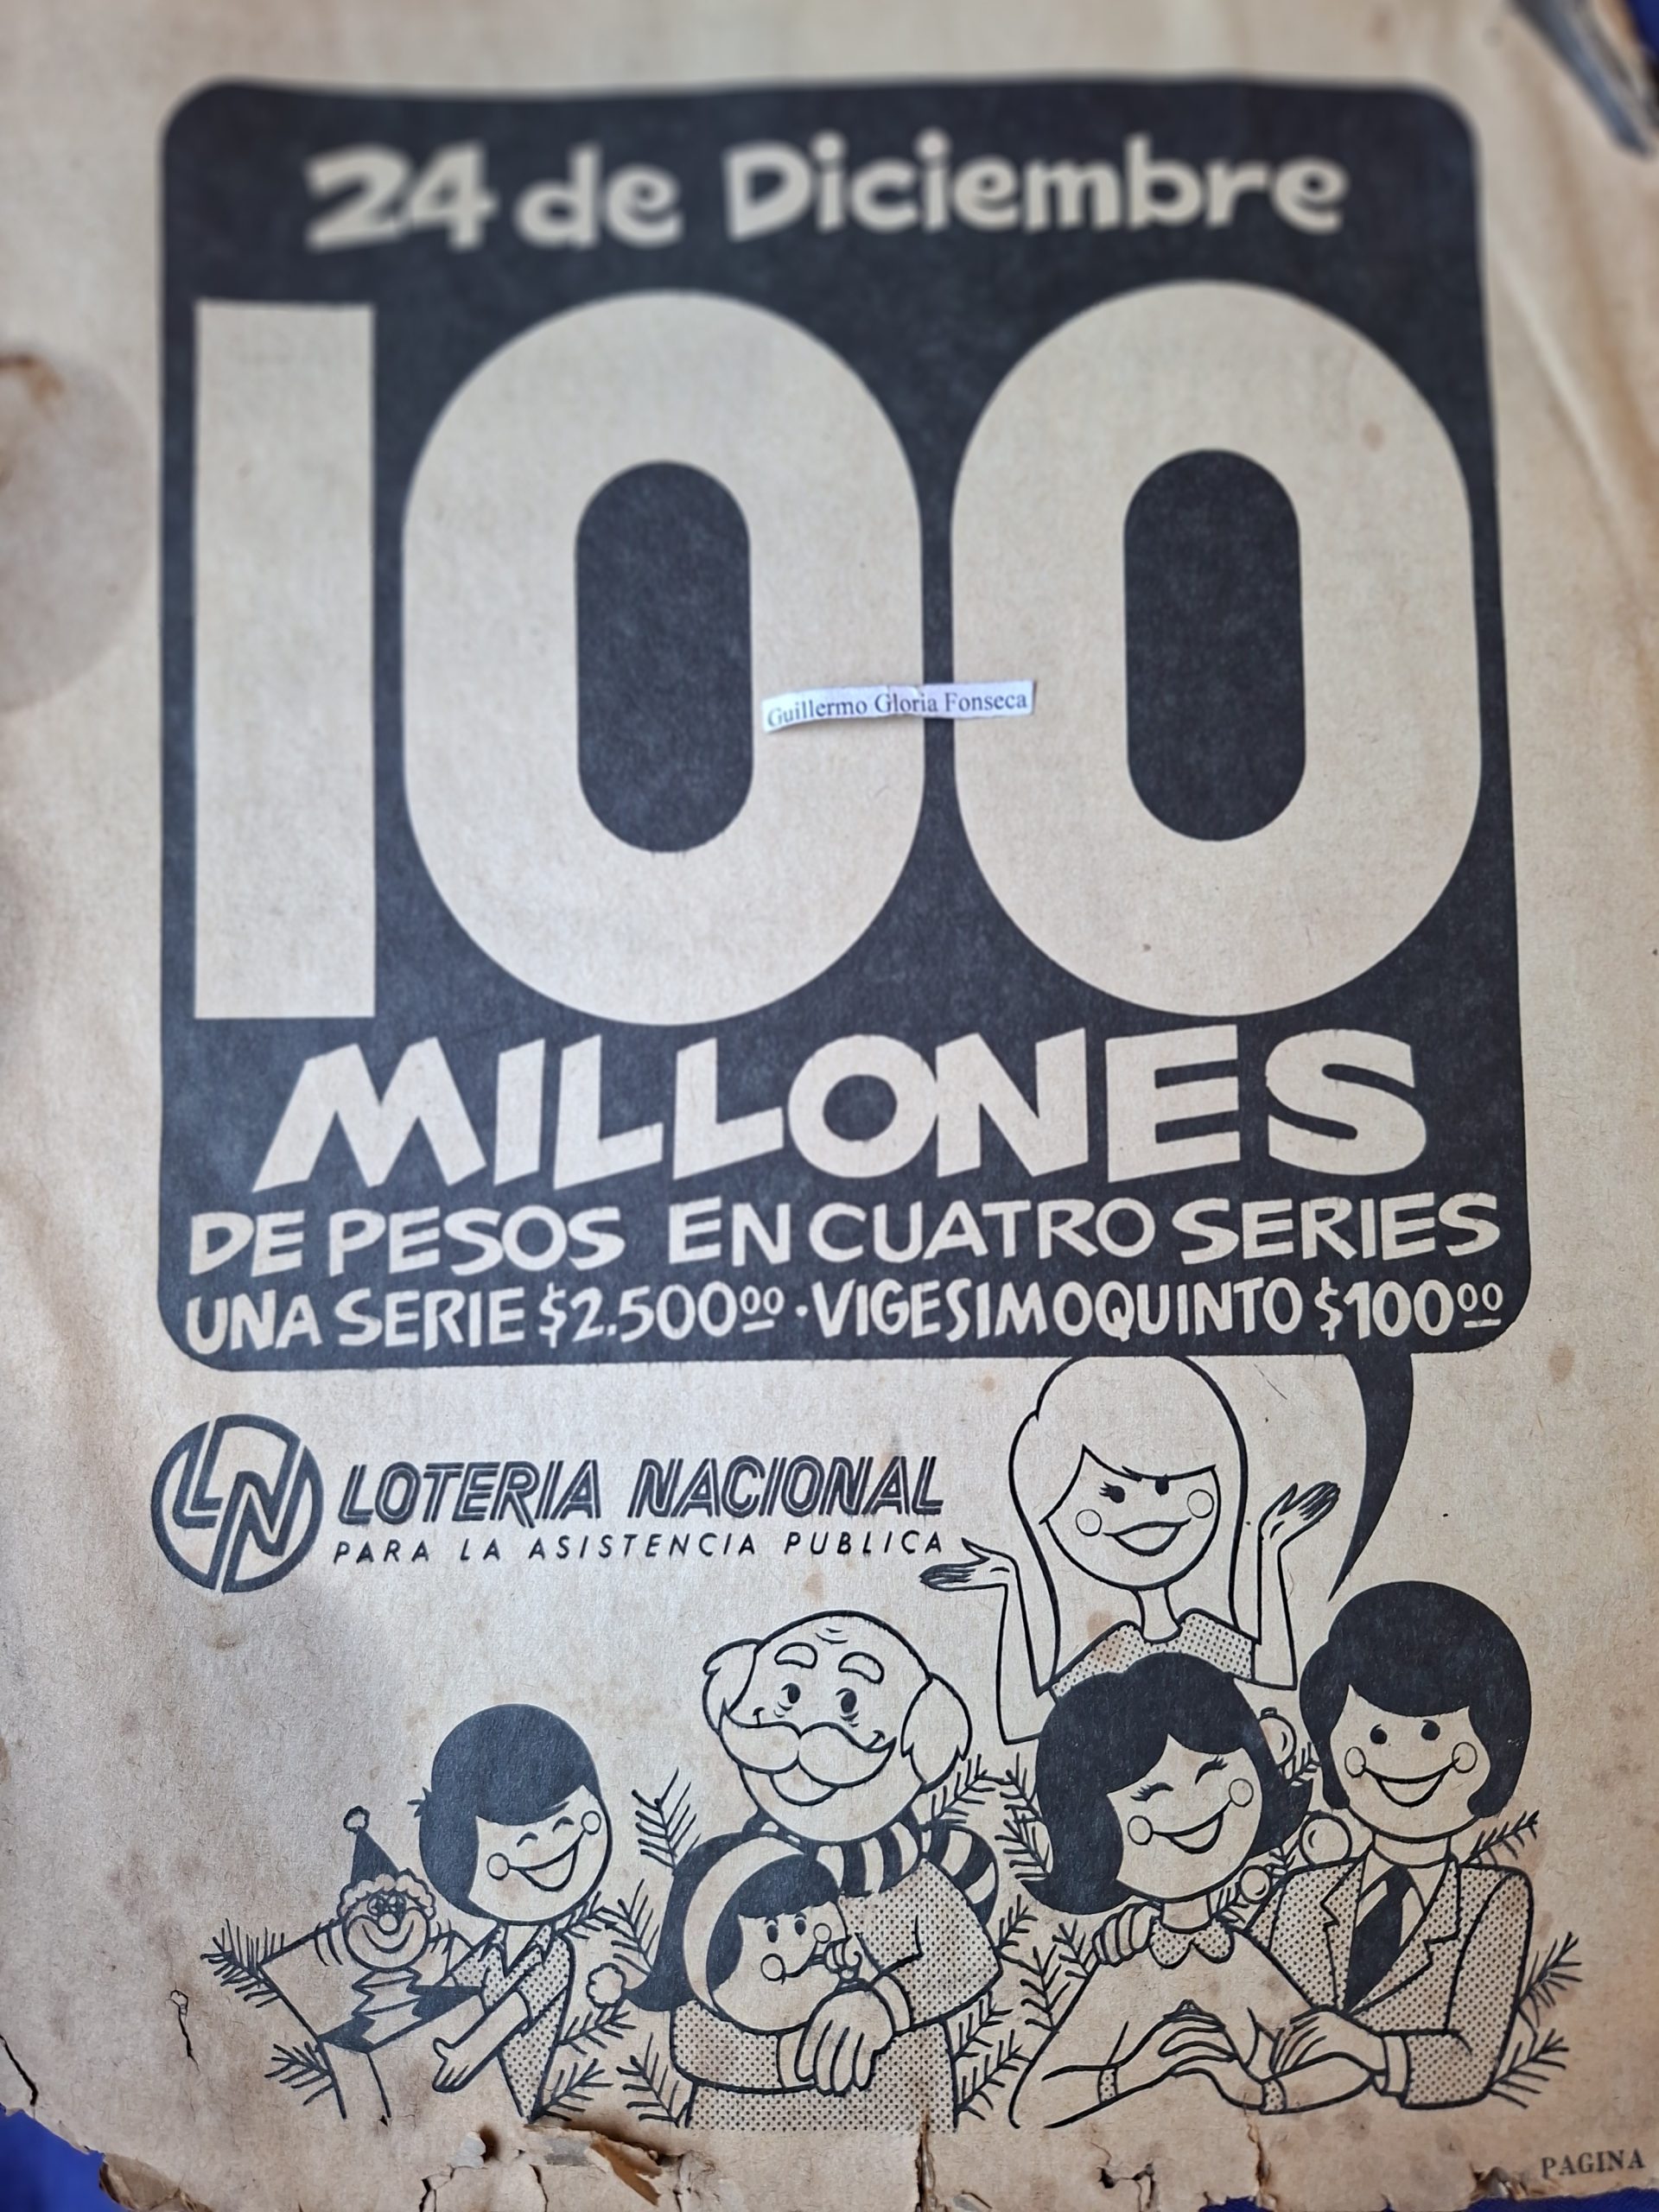 24 de Diciembre
100
Guillermo Gloria Fonseca
MILLONES
DE PESOS EN CUATRO SERIES
UNA SERIE $2.50000 · VIGESIMOQUINTO $10000
LN LOTERIA NACIONAL
PARA LA ASISTENCIA PUBLICA
PAGINA